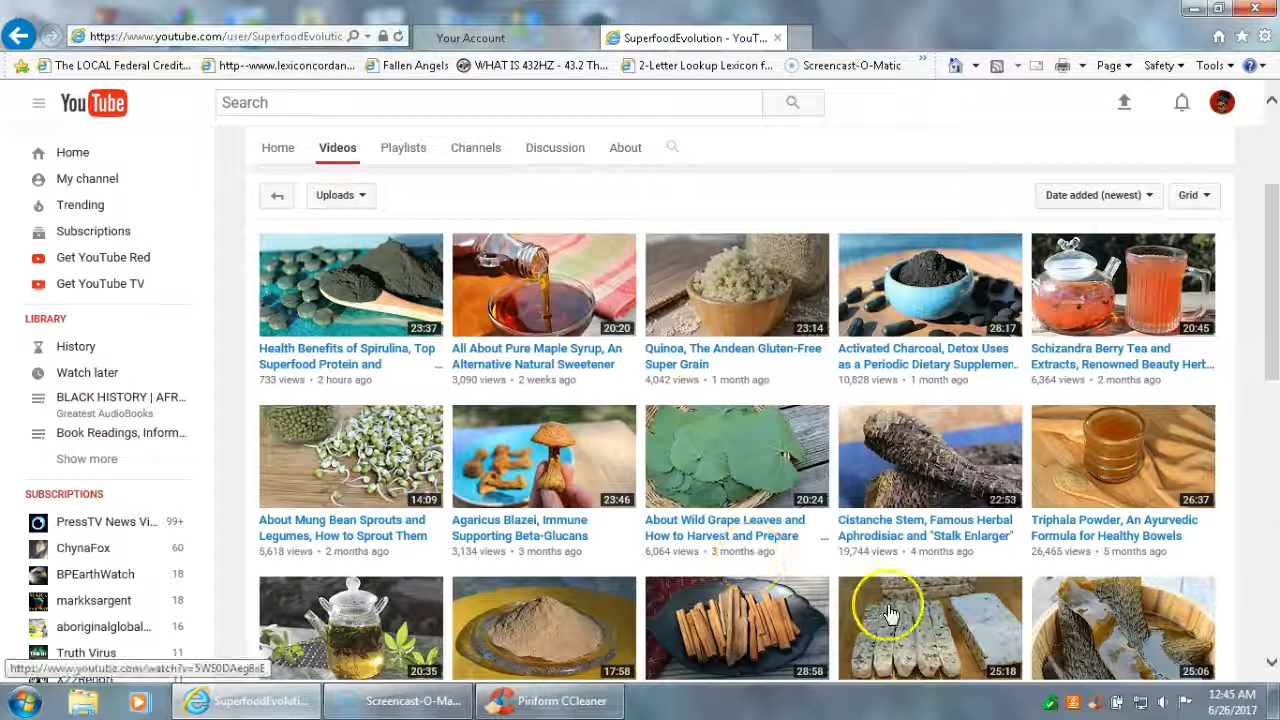 https://www.youtube.com/user/SuperfoodEvolutic
Your Account
SuperfoodEvolution - YouT...
The LOCAL Federal Credit...
http--www.lexiconcordan...
Fallen Angels
WHAT IS 432HZ - 43.2 Th...
2-Letter Lookup Lexicon f...
Screencast-O-Matic
Page
Safety
Tools
YouTube
Search
Home
My channel
Trending
Subscriptions
Get YouTube Red
Get YouTube TV
LIBRARY
History
Watch later
BLACK HISTORY | AFR...
Greatest AudioBooks
Book Readings, Inform...
Show more
SUBSCRIPTIONS
PressTV News Vi... 99+
ChynaFox 60
BPEarthWatch 18
markksargent 18
aboriginalglobal... 16
Truth Virus 2
Home Videos Playlists Channels Discussion About
Uploads
Date added (newest)
Grid
23:37
Health Benefits of Spirulina, Top
Superfood Protein and ...
733 views • 2 hours ago
20:20
All About Pure Maple Syrup, An
Alternative Natural Sweetener
3,090 views • 2 weeks ago
23:14
Quinoa, The Andean Gluten-Free
Super Grain
4,042 views • 1 month ago
28:17
Activated Charcoal, Detox Uses
as a Periodic Dietary Supplemen...
10,828 views • 1 month ago
20:45
Schizandra Berry Tea and
Extracts, Renowned Beauty Herb...
6,364 views • 2 months ago
14:09
About Mung Bean Sprouts and
Legumes, How to Sprout Them
5,618 views • 2 months ago
23:46
Agaricus Blazei, Immune
Supporting Beta-Glucans
3,134 views • 3 months ago
20:24
About Wild Grape Leaves and
How to Harvest and Prepare ...
6,064 views • 3 months ago
22:53
Cistanche Stem, Famous Herbal
Aphrodisiac and "Stalk Enlarger"
19,744 views • 4 months ago
26:37
Triphala Powder, An Ayurvedic
Formula for Healthy Bowels
26,465 views • 5 months ago
20:35
17:58
28:58
25:18
25:06
SuperfoodEvoluti...
Screencast-O-Ma...
Piriform CCleaner
12:45 AM
6/26/2017